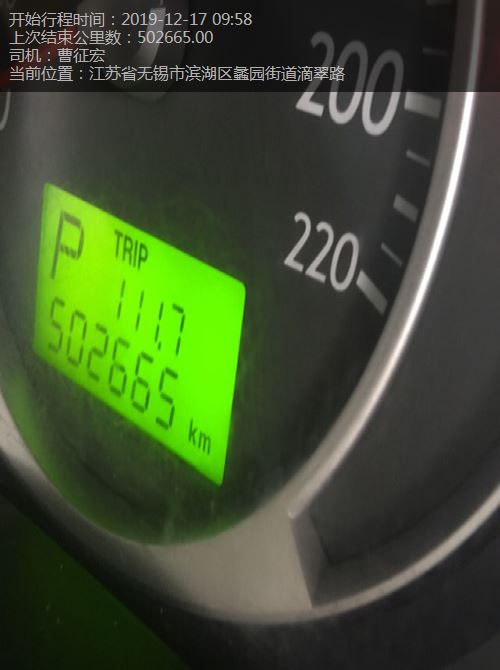 开始行程时间：2019-12-17 09:58
上次结束公里数：502665.00
司机：曹征宏
当前位置：江苏省无锡市滨湖区蠡园街道滴翠路
200
220
P TRIP
111.7
502665 km